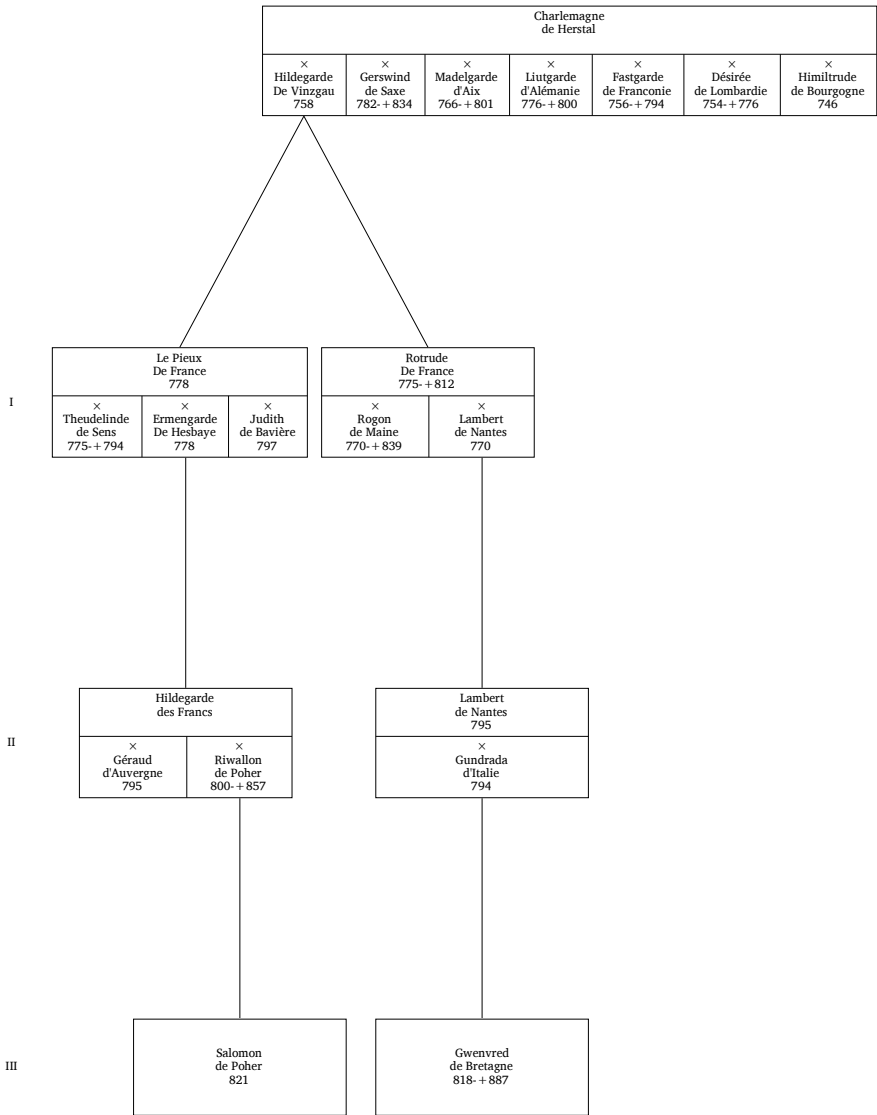 Charlemagne
de Herstal
×
Hildegarde
De Vinzgau
758
×
Gerswind
de Saxe
782-+834
×
Madelgarde
d'Aix
766-+801
×
Liutgarde
d'Alémanie
776-+800
×
Fastgarde
de Franconie
756-+794
×
Désirée
de Lombardie
754-+776
×
Himiltrude
de Bourgogne
746
I
Le Pieux
De France
778
×
Theudelinde
de Sens
775-+794
×
Ermengarde
De Hesbaye
778
×
Judith
de Bavière
797
Rotrude
De France
775-+812
×
Rogon
de Maine
770-+839
×
Lambert
de Nantes
770
II
Hildegarde
des Francs
×
Géraud
d'Auvergne
795
×
Riwallon
de Poher
800-+857
Lambert
de Nantes
795
×
Gundrada
d'Italie
794
III
Salomon
de Poher
821
Gwenvred
de Bretagne
818-+887